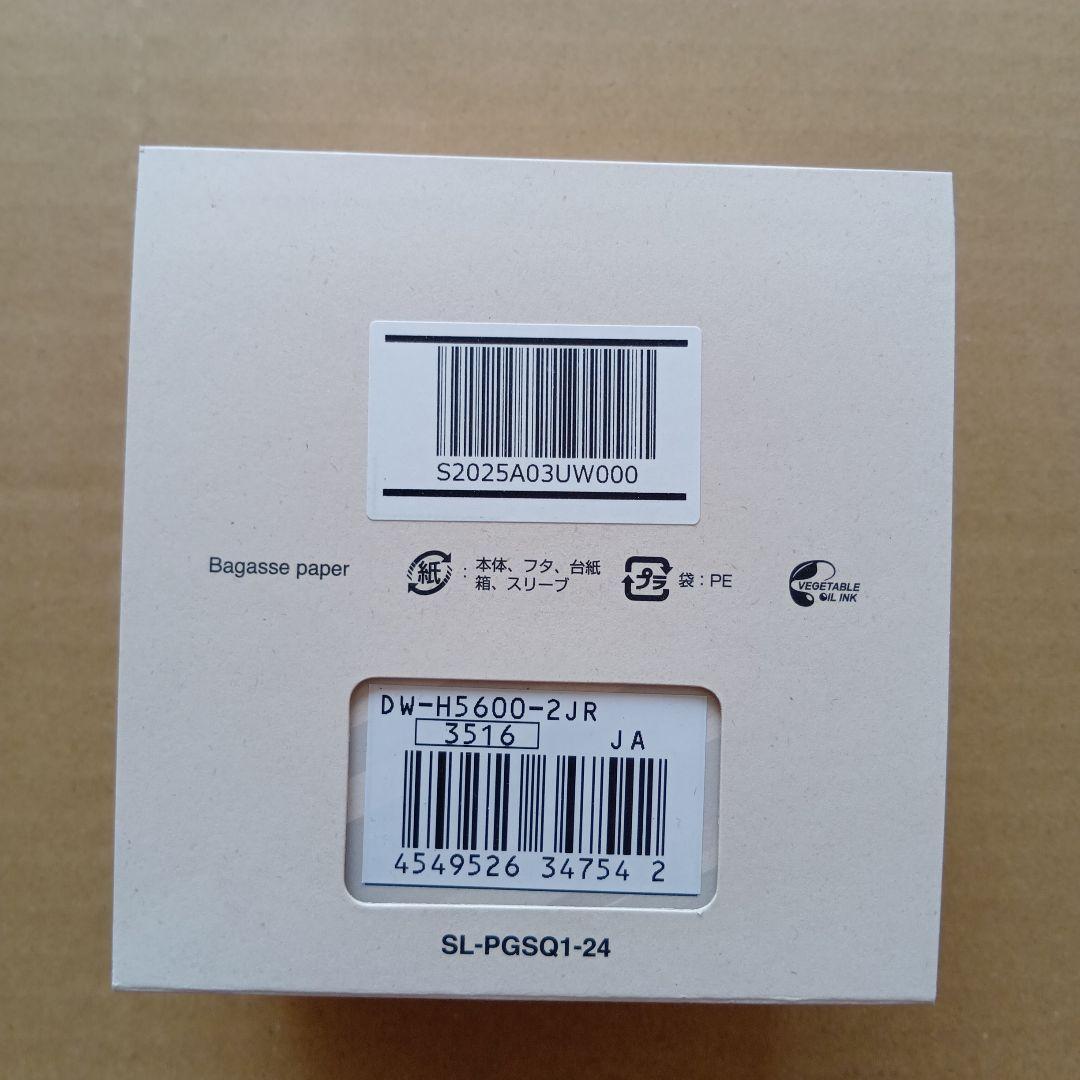 S2025A03UW000
Bagasse paper
紙 : 本体、フタ、台紙
箱、スリーブ
プラ 袋 : PE
VEGETABLE
OIL INK
DW-H5600-2JR
3516 JA
4549526 34754 2
SL-PGSQ1-24